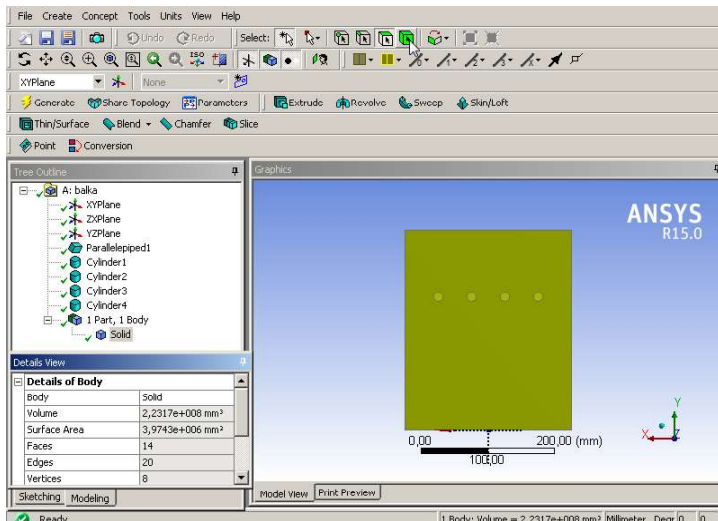 File Create Concept Tools Units View Help
Undo Redo Select:
ISO
XYPlane None
Generate Share Topology Parameters Extrude Revolve Sweep Skin/Loft
Thin/Surface Blend Chamfer Slice
Point Conversion
Tree Outline
A: balka
XYPlane
ZXPlane
YZPlane
Parallelepiped1
Cylinder1
Cylinder2
Cylinder3
Cylinder4
1 Part, 1 Body
Solid
Details View
Details of Body
Body Solid
Volume 2,2317e+008 mm³
Surface Area 3,9743e+006 mm²
Faces 14
Edges 20
Vertices 8
Sketching Modeling
Graphics
ANSYS
R15.0
0,00 200,00 (mm)
100,00
Y
X Z
Model View Print Preview
Ready 1 Body: Volume = 2,2317e+008 mm³ Millimeter Degr 0 0